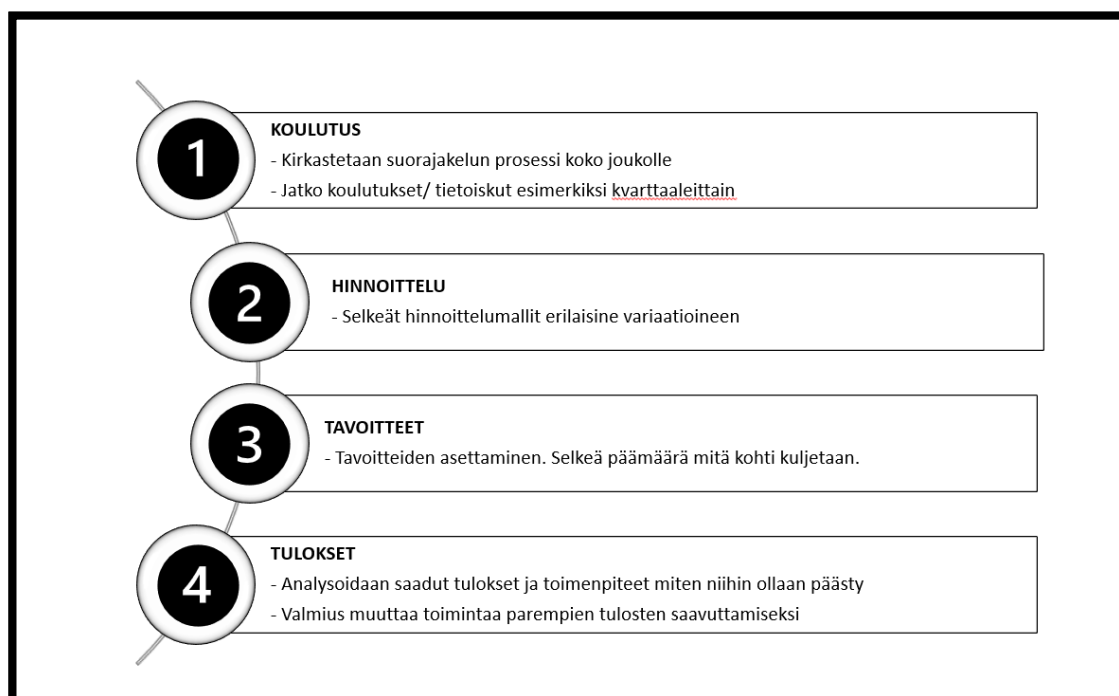 1
KOULUTUS
- Kirkastetaan suorajakelun prosessi koko joukolle
- Jatko koulutukset/ tietoiskut esimerkiksi kvarttaaleittain
2
HINNOITTELU
- Selkeät hinnoittelumallit erilaisine variaatioineen
3
TAVOITTEET
- Tavoitteiden asettaminen. Selkeä päämäärä mitä kohti kuljetaan.
4
TULOKSET
- Analysoidaan saadut tulokset ja toimenpiteet miten niihin ollaan päästy
- Valmius muuttaa toimintaa parempien tulosten saavuttamiseksi